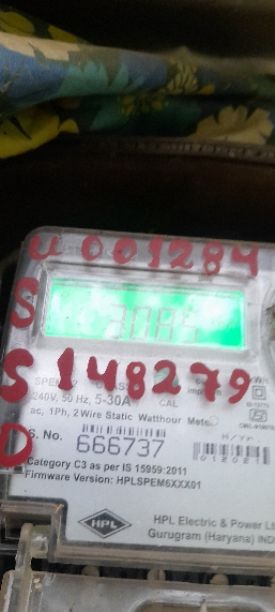 U 001284
S
S 148279
D
240V, 50 Hz, 5-30A
CAL
ac, 1Ph, 2Wire Static Watthour Meter
S. No. 666737
Category C3 as per IS 15959:2011
Firmware Version: HPLSPEM6XXX01
HPL
HPL Electric & Power Lt
Gurugram (Haryana) IND